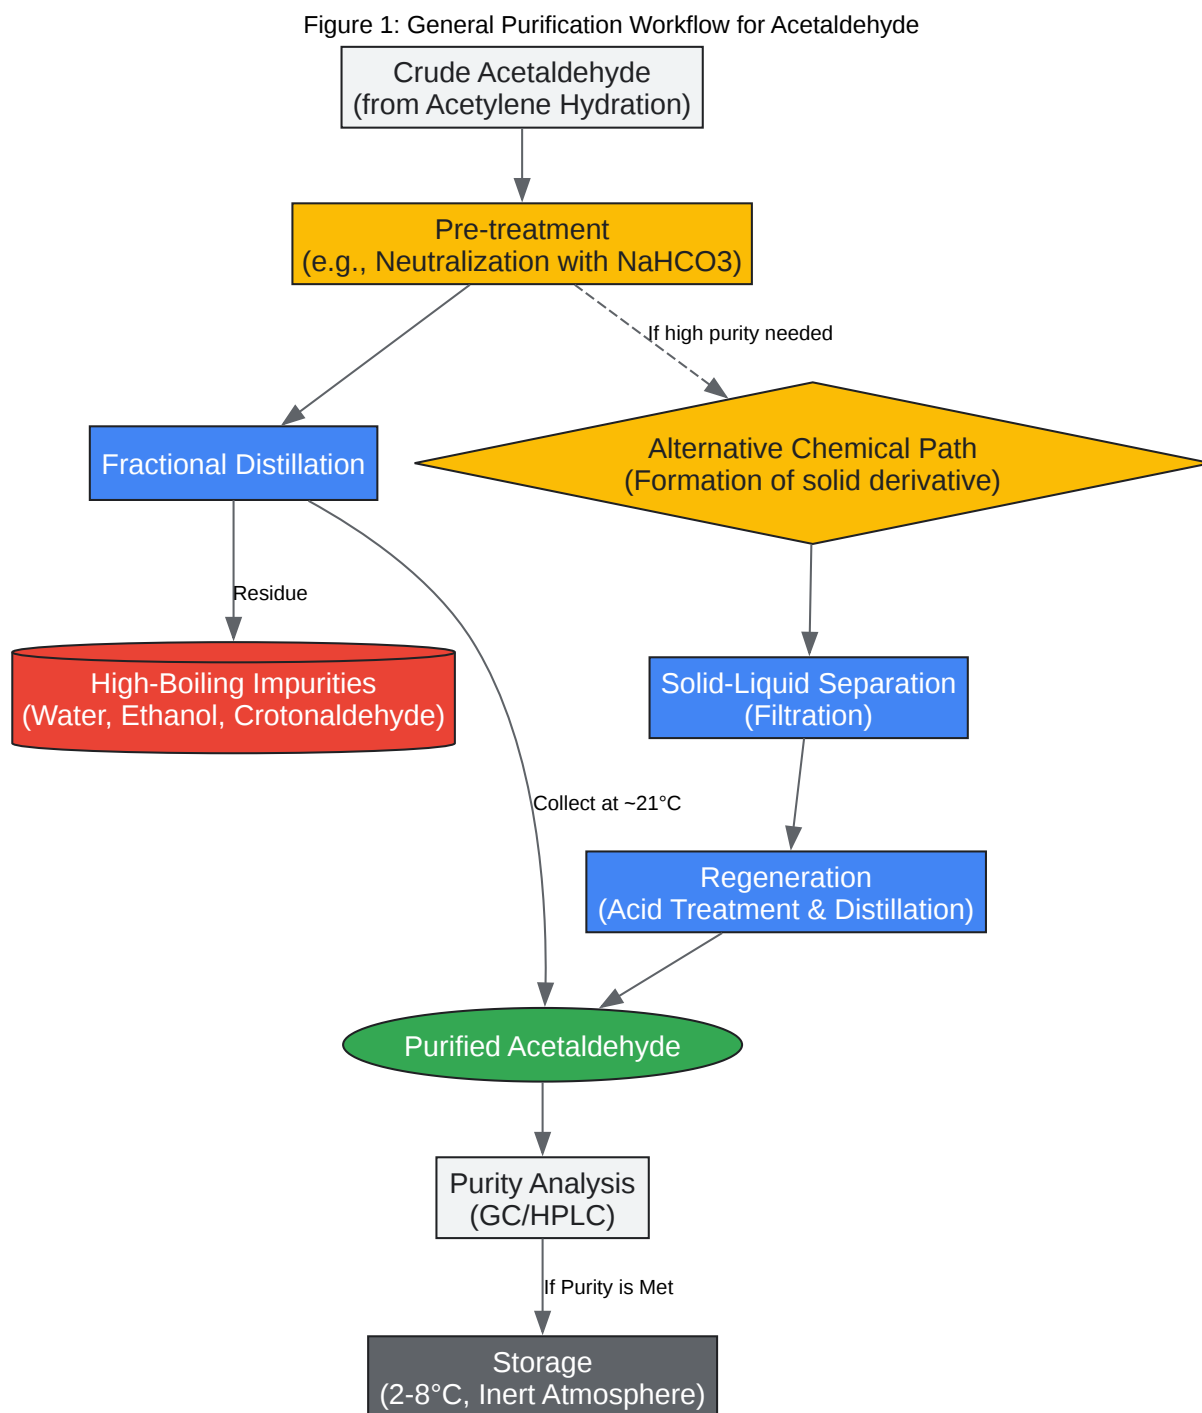 Figure 1: General Purification Workflow for Acetaldehyde
Crude Acetaldehyde
(from Acetylene Hydration)
Pre-treatment
(e.g., Neutralization with NaHCO3)
If high purity needed
Fractional Distillation
Alternative Chemical Path
(Formation of solid derivative)
Residue
High-Boiling Impurities
(Water, Ethanol, Crotonaldehyde)
Solid-Liquid Separation
(Filtration)
Collect at ~21°C
Regeneration
(Acid Treatment & Distillation)
Purified Acetaldehyde
Purity Analysis
(GC/HPLC)
If Purity is Met
Storage
(2-8°C, Inert Atmosphere)